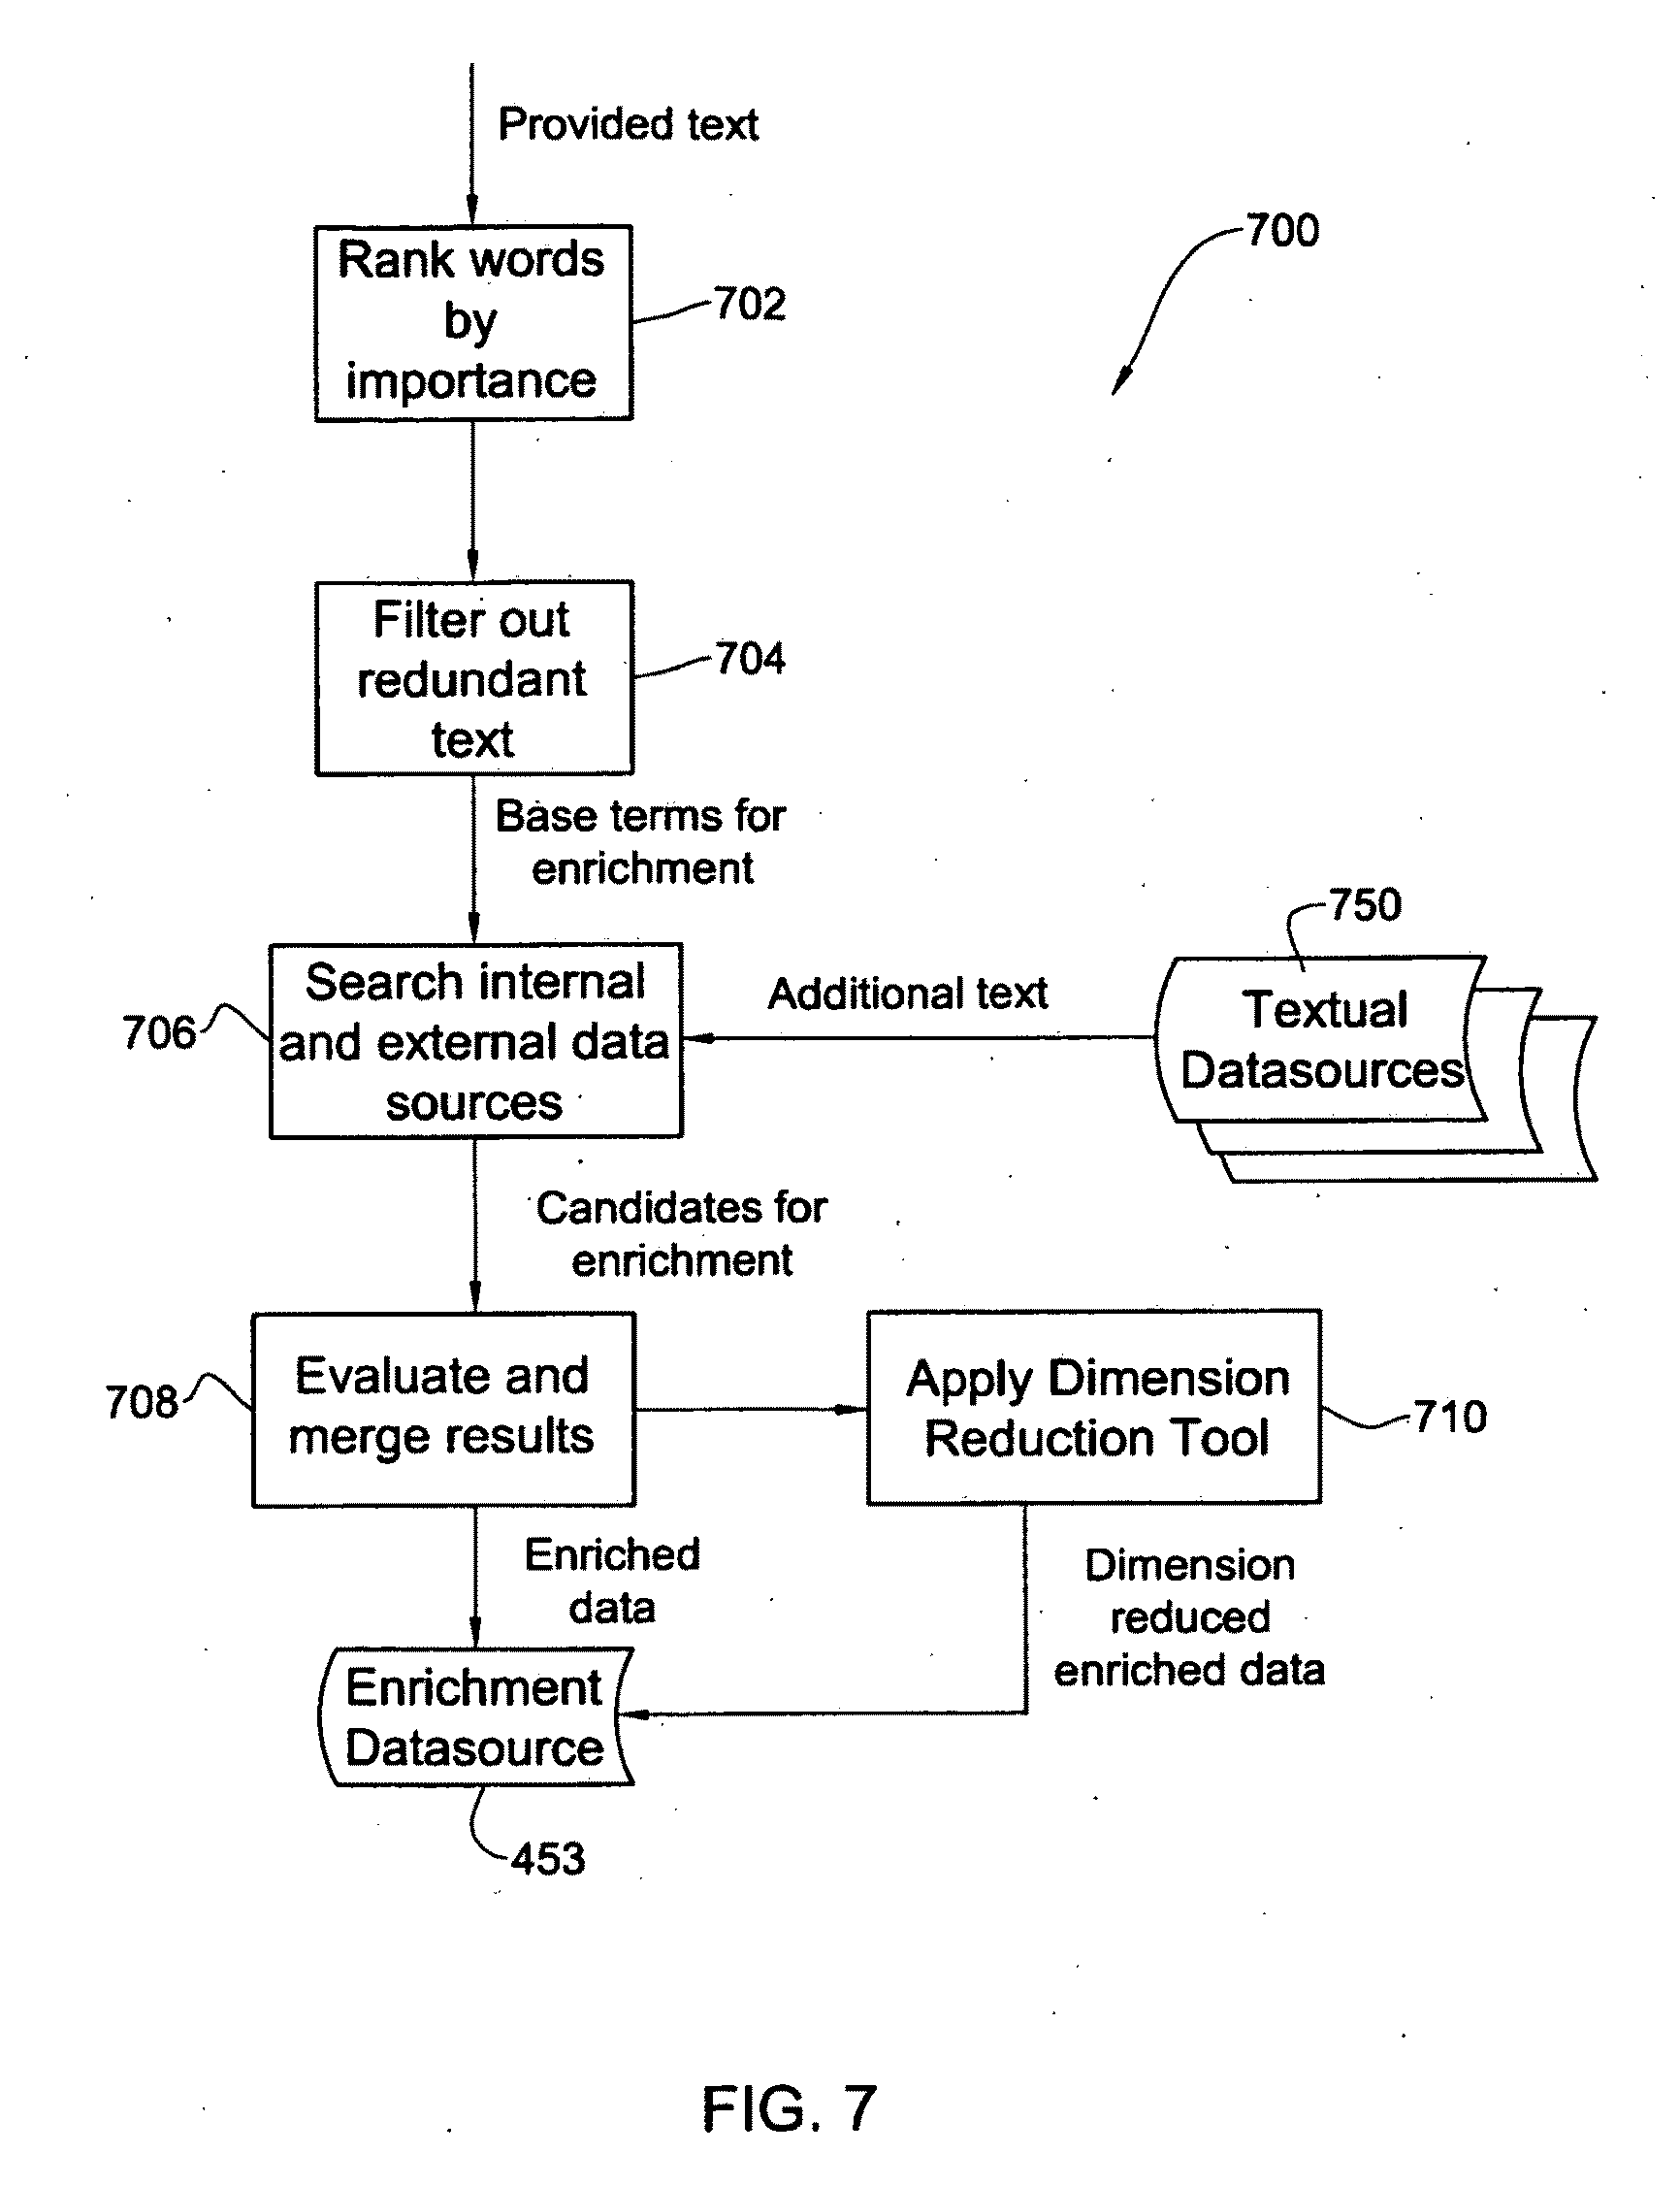 Provided text
700
Rank words
by
importance
702
Filter out
redundant
text
704
Base terms for
enrichment
750
Search internal
and external data
sources
706
Additional text
Textual
Datasources
Candidates for
enrichment
Evaluate and
merge results
708
Apply Dimension
Reduction Tool
710
Enriched
data
Dimension
reduced
enriched data
Enrichment
Datasource
453
FIG. 7